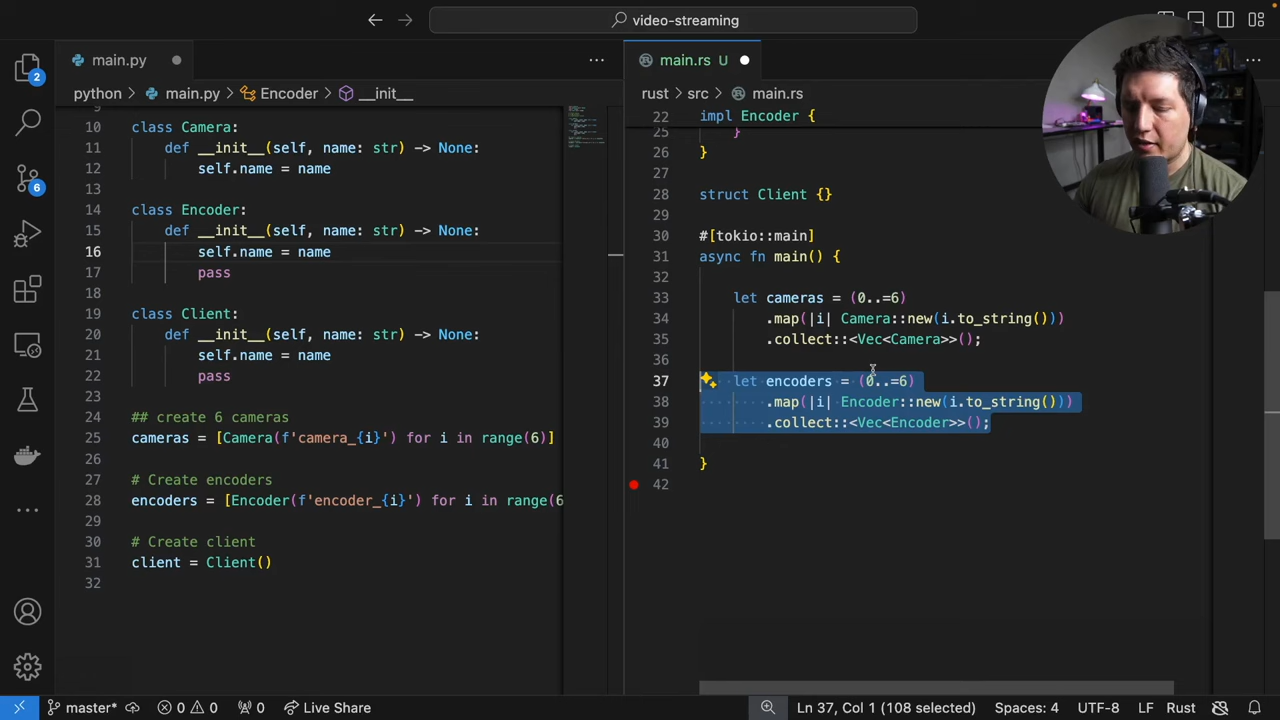 video-streaming
main.py
python > main.py > Encoder > __init__
9
10 class Camera:
11 def __init__(self, name: str) -> None:
12 self.name = name
13
14 class Encoder:
15 def __init__(self, name: str) -> None:
16 self.name = name
17 pass
18
19 class Client:
20 def __init__(self, name: str) -> None:
21 self.name = name
22 pass
23
24 ## create 6 cameras
25 cameras = [Camera(f'camera_{i}') for i in range(6)]
26
27 # Create encoders
28 encoders = [Encoder(f'encoder_{i}') for i in range(6
29
30 # Create client
31 client = Client()
32
main.rs U
rust > src > main.rs
22 impl Encoder {
25 }
26 }
27
28 struct Client {}
29
30 #[tokio::main]
31 async fn main() {
32
33 let cameras = (0..=6)
34 .map(|i| Camera::new(i.to_string()))
35 .collect::<Vec<Camera>>();
36
37 let encoders = (0..=6)
38 .map(|i| Encoder::new(i.to_string()))
39 .collect::<Vec<Encoder>>();
40
41 }
42
2
6
master* 0 0 0 Live Share
Ln 37, Col 1 (108 selected) Spaces: 4 UTF-8 LF Rust